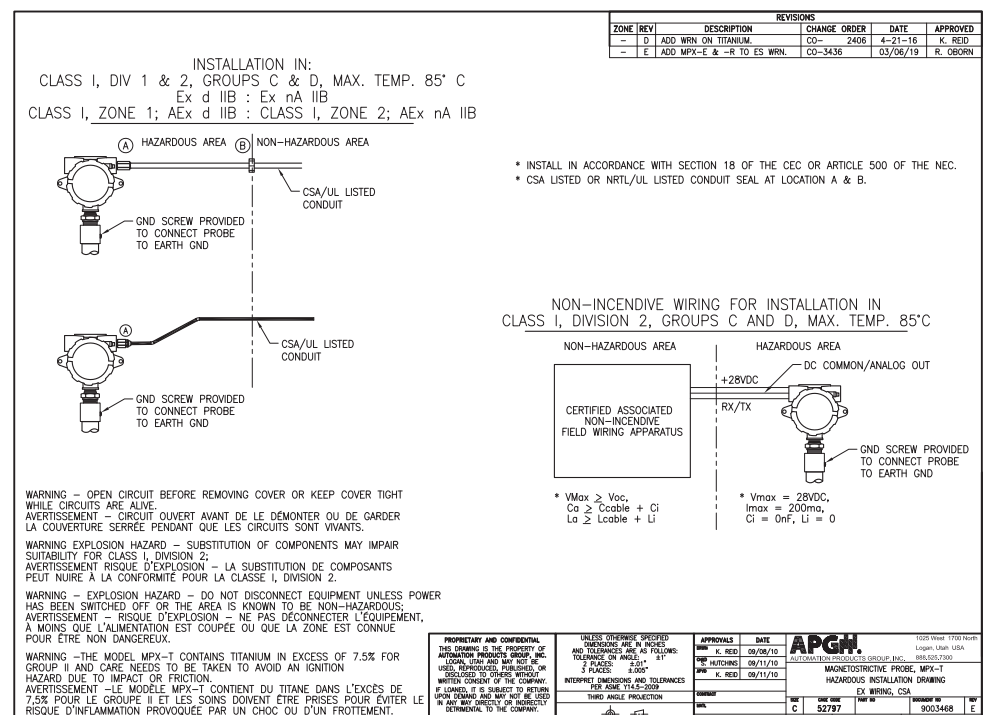 REVISIONS
ZONE REV DESCRIPTION CHANGE ORDER DATE APPROVED
- D ADD WRN ON TITANIUM. CO- 2406 4-21-16 K. REID
- E ADD MPX-E & -R TO ES WRN. CO-3436 03/06/19 R. OBORN
INSTALLATION IN:
CLASS I, DIV 1 & 2, GROUPS C & D, MAX. TEMP. 85° C
Ex d IIB : Ex nA IIB
CLASS I, ZONE 1; AEx d IIB : CLASS I, ZONE 2; AEx nA IIB
A HAZARDOUS AREA B NON-HAZARDOUS AREA
CSA/UL LISTED
CONDUIT
GND SCREW PROVIDED
TO CONNECT PROBE
TO EARTH GND
* INSTALL IN ACCORDANCE WITH SECTION 18 OF THE CEC OR ARTICLE 500 OF THE NEC.
* CSA LISTED OR NRTL/UL LISTED CONDUIT SEAL AT LOCATION A & B.
A
CSA/UL LISTED
CONDUIT
GND SCREW PROVIDED
TO CONNECT PROBE
TO EARTH GND
NON-INCENDIVE WIRING FOR INSTALLATION IN
CLASS I, DIVISION 2, GROUPS C AND D, MAX. TEMP. 85°C
NON-HAZARDOUS AREA HAZARDOUS AREA
DC COMMON/ANALOG OUT
+28VDC
RX/TX
CERTIFIED ASSOCIATED
NON-INCENDIVE
FIELD WIRING APPARATUS
GND SCREW PROVIDED
TO CONNECT PROBE
TO EARTH GND
* VMax ≥ Voc,
Ca ≥ Ccable + Ci
La ≥ Lcable + Li
* Vmax = 28VDC,
Imax = 200ma,
Ci = 0nF, Li = 0
WARNING - OPEN CIRCUIT BEFORE REMOVING COVER OR KEEP COVER TIGHT
WHILE CIRCUITS ARE ALIVE.
AVERTISSEMENT - CIRCUIT OUVERT AVANT DE LE DÉMONTER OU DE GARDER
LA COUVERTURE SERRÉE PENDANT QUE LES CIRCUITS SONT VIVANTS.
WARNING EXPLOSION HAZARD - SUBSTITUTION OF COMPONENTS MAY IMPAIR
SUITABILITY FOR CLASS I, DIVISION 2;
AVERTISSEMENT RISQUE D'EXPLOSION - LA SUBSTITUTION DE COMPOSANTS
PEUT NUIRE À LA CONFORMITÉ POUR LA CLASSE I, DIVISION 2.
WARNING - EXPLOSION HAZARD - DO NOT DISCONNECT EQUIPMENT UNLESS POWER
HAS BEEN SWITCHED OFF OR THE AREA IS KNOWN TO BE NON-HAZARDOUS;
AVERTISSEMENT - RISQUE D'EXPLOSION - NE PAS DÉCONNECTER L'ÉQUIPEMENT,
À MOINS QUE L'ALIMENTATION EST COUPÉE OU QUE LA ZONE EST CONNUE
POUR ÊTRE NON DANGEREUX.
WARNING -THE MODEL MPX-T CONTAINS TITANIUM IN EXCESS OF 7.5% FOR
GROUP II AND CARE NEEDS TO BE TAKEN TO AVOID AN IGNITION
HAZARD DUE TO IMPACT OR FRICTION.
AVERTISSEMENT -LE MODÈLE MPX-T CONTIENT DU TITANE DANS L'EXCÈS DE
7,5% POUR LE GROUPE II ET LES SOINS DOIVENT ÊTRE PRISES POUR ÉVITER LE
RISQUE D'INFLAMMATION PROVOQUÉE PAR UN CHOC OU D'UN FROTTEMENT.
PROPRIETARY AND CONFIDENTIAL
THIS DRAWING IS THE PROPERTY OF
AUTOMATION PRODUCTS GROUP, INC.
LOGAN, UTAH AND MAY NOT BE
USED, REPRODUCED, PUBLISHED, OR
DISCLOSED TO OTHERS WITHOUT
WRITTEN CONSENT OF THE COMPANY.
IF LOANED, IT IS SUBJECT TO RETURN
UPON DEMAND AND MAY NOT BE USED
IN ANY WAY DIRECTLY OR INDIRECTLY
DETRIMENTAL TO THE COMPANY.
UNLESS OTHERWISE SPECIFIED
DIMENSIONS ARE IN INCHES
AND TOLERANCES ARE AS FOLLOWS:
TOLERANCE ON ANGLE: ±1°
2 PLACES: ±.01"
3 PLACES: ±.005"
INTERPRET DIMENSIONS AND TOLERANCES
PER ASME Y14.5-2009
THIRD ANGLE PROJECTION
APPROVALS DATE
K. REID 09/08/10
S. HUTCHINS 09/11/10
K. REID 09/11/10
CONTRACT
APG
1025 West 1700 North
Logan, Utah USA
888.525.7300
AUTOMATION PRODUCTS GROUP, INC.
MAGNETOSTRICTIVE PROBE, MPX-T
HAZARDOUS INSTALLATION DRAWING
EX WIRING, CSA
SIZE CAGE CODE PART NO DOCUMENT NO REV
C 52797 9003468 E